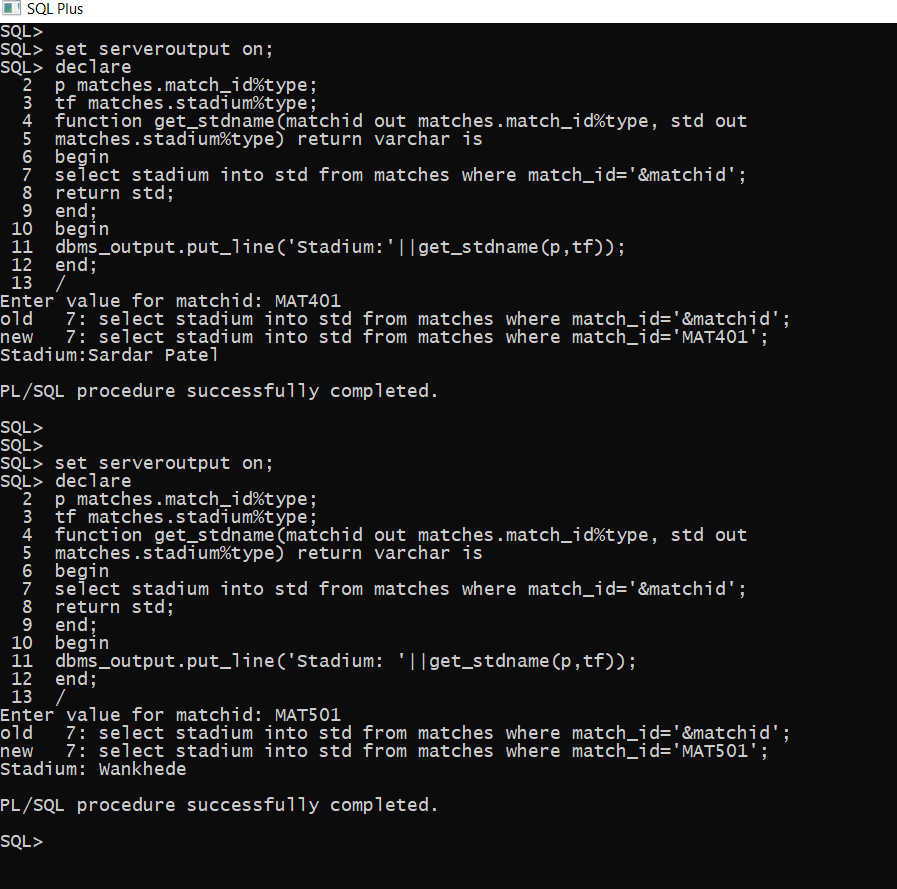 SQL Plus
SQL>
SQL> set serveroutput on;
SQL> declare
  2  p matches.match_id%type;
  3  tf matches.stadium%type;
  4  function get_stdname(matchid out matches.match_id%type, std out
  5  matches.stadium%type) return varchar is
  6  begin
  7  select stadium into std from matches where match_id='&matchid';
  8  return std;
  9  end;
 10  begin
 11  dbms_output.put_line('Stadium:'||get_stdname(p,tf));
 12  end;
 13  /
Enter value for matchid: MAT401
old   7: select stadium into std from matches where match_id='&matchid';
new   7: select stadium into std from matches where match_id='MAT401';
Stadium:Sardar Patel
PL/SQL procedure successfully completed.
SQL>
SQL>
SQL> set serveroutput on;
SQL> declare
  2  p matches.match_id%type;
  3  tf matches.stadium%type;
  4  function get_stdname(matchid out matches.match_id%type, std out
  5  matches.stadium%type) return varchar is
  6  begin
  7  select stadium into std from matches where match_id='&matchid';
  8  return std;
  9  end;
 10  begin
 11  dbms_output.put_line('Stadium: '||get_stdname(p,tf));
 12  end;
 13  /
Enter value for matchid: MAT501
old   7: select stadium into std from matches where match_id='&matchid';
new   7: select stadium into std from matches where match_id='MAT501';
Stadium: Wankhede
PL/SQL procedure successfully completed.
SQL>